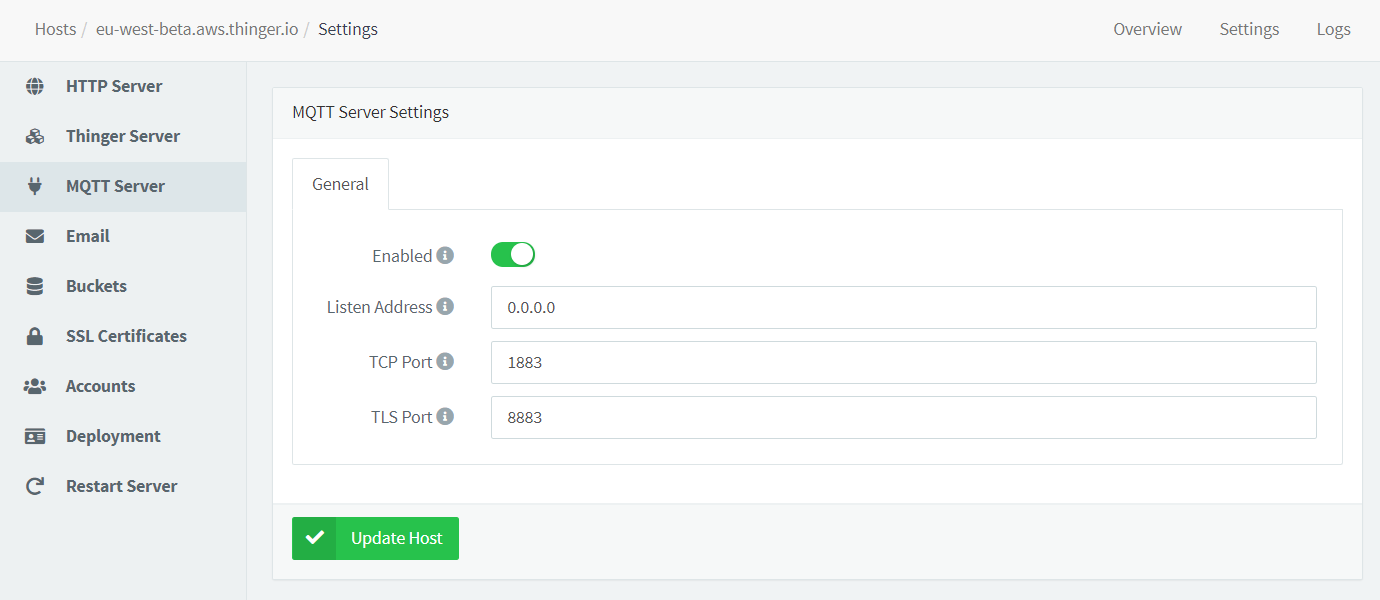 Hosts / eu-west-beta.aws.thinger.io / Settings
Overview Settings Logs
HTTP Server
Thinger Server
MQTT Server
Email
Buckets
SSL Certificates
Accounts
Deployment
Restart Server
MQTT Server Settings
General
Enabled
Listen Address 0.0.0.0
TCP Port 1883
TLS Port 8883
Update Host